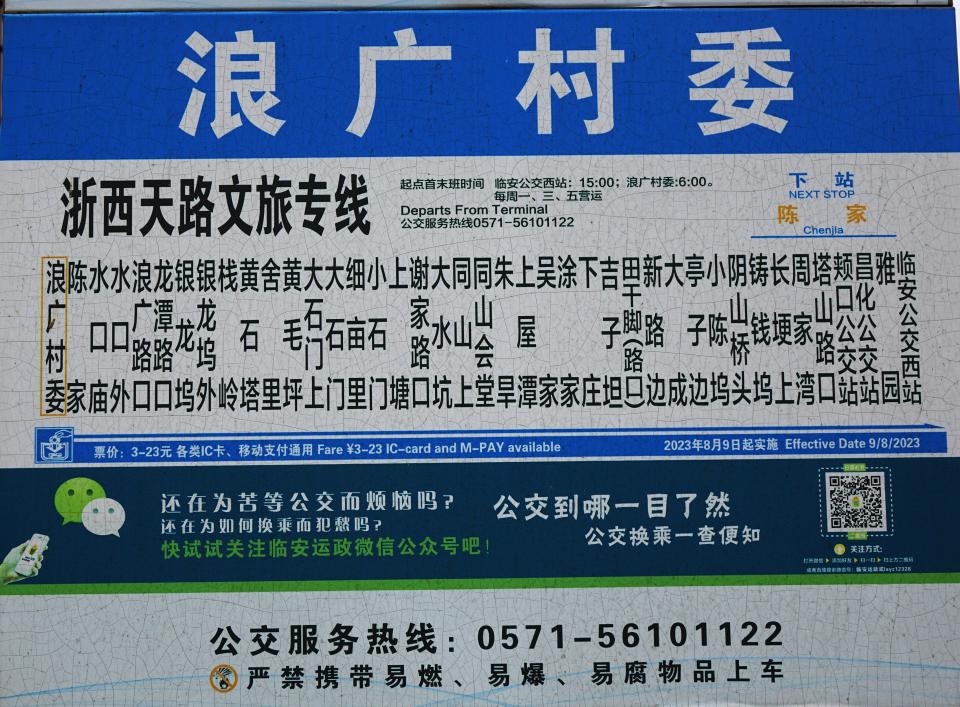 浪广村委
浙西天路文旅专线
起点首末班时间 临安公交西站：15:00；浪广村委:6:00。
每周一、三、五营运
Departs From Terminal
公交服务热线0571-56101122
下 站
NEXT STOP
陈 家
Chenjia
浪广村委
陈家
水口庙
水口外
浪广路口
龙潭路口
银龙坞
银龙坞外
栈岭
黄石塔
舍里
黄毛坪
大石门上
大石门
细亩里
小石门
上塘
谢家路口
大水坑
同山上
同山会堂
朱旱
上屋潭
吴家
涂家
下庄
吉子坦
田干脚(路口)
新路边
大成
亭子边
小陈坞
阴山桥头
铸钱坞
长埂上
周家湾
塔山路口
颊口公交站
昌化公交站
雅园
临安公交西站
票价：3-23元 各类IC卡、移动支付通用 Fare ¥3-23 IC-card and M-PAY available
2023年8月9日起实施 Effective Date 9/8/2023
还在为苦等公交而烦恼吗？
还在为如何换乘而犯愁吗？
快试试关注临安运政微信公众号吧！
公交到哪一目了然
公交换乘一查便知
关注方式：
公交服务热线：0571-56101122
严禁携带易燃、易爆、易腐物品上车